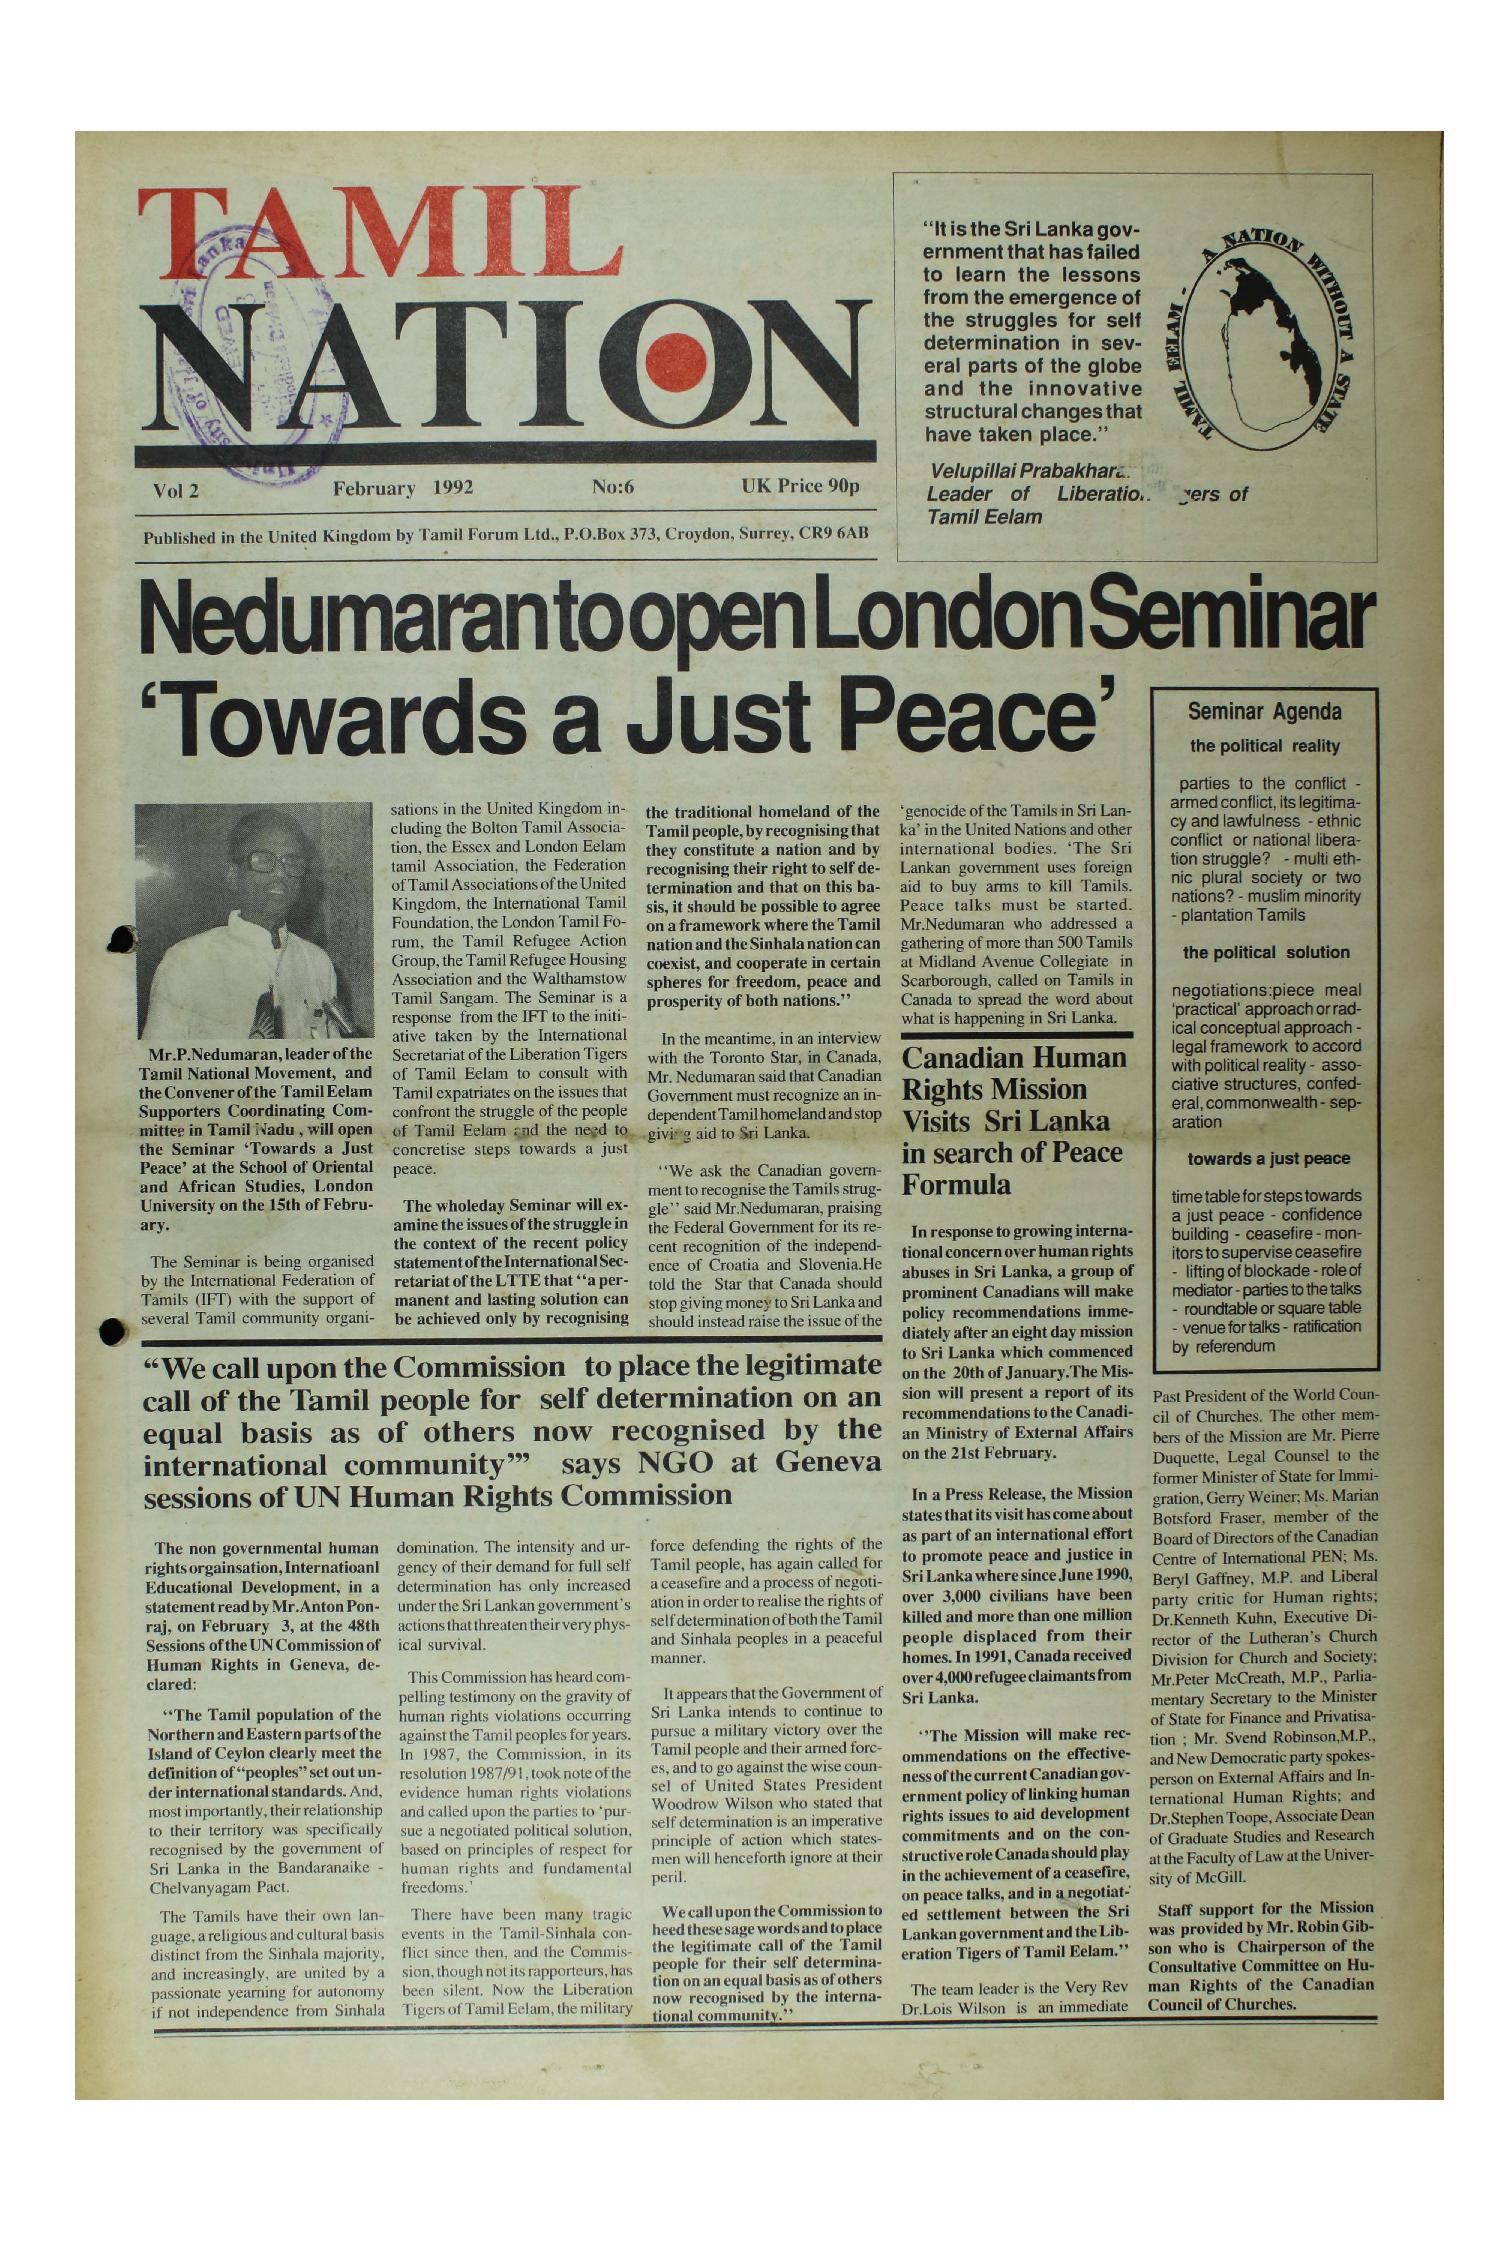 TAMIL
NATION
Vol 2 February 1992 No:6 UK Price 90p
Published in the United Kingdom by Tamil Forum Ltd., P.O.Box 373, Croydon, Surrey, CR9 6AB
“It is the Sri Lanka gov-
ernment that has failed
to learn the lessons
from the emergence of
the struggles for self
determination in sev-
eral parts of the globe
and the innovative
structural changes that
have taken place.”
Velupillai Prabakhara
Leader of Liberatio gers of
Tamil Eelam
TAMIL EELAM - A NATION WITHOUT A STATE
Nedumaran to open London Seminar
‘Towards a Just Peace’
Mr.P.Nedumaran, leader of the
Tamil National Movement, and
the Convener of the Tamil Eelam
Supporters Coordinating Com-
mittee in Tamil Nadu , will open
the Seminar ‘Towards a Just
Peace’ at the School of Oriental
and African Studies, London
University on the 15th of Febru-
ary.
The Seminar is being organised
by the International Federation of
Tamils (IFT) with the support of
several Tamil community organi-
sations in the United Kingdom in-
cluding the Bolton Tamil Associa-
tion, the Essex and London Eelam
tamil Association, the Federation
of Tamil Associations of the United
Kingdom, the International Tamil
Foundation, the London Tamil Fo-
rum, the Tamil Refugee Action
Group, the Tamil Refugee Housing
Association and the Walthamstow
Tamil Sangam. The Seminar is a
response from the IFT to the initi-
ative taken by the International
Secretariat of the Liberation Tigers
of Tamil Eelam to consult with
Tamil expatriates on the issues that
confront the struggle of the people
of Tamil Eelam and the need to
concretise steps towards a just
peace.
The wholeday Seminar will ex-
amine the issues of the struggle in
the context of the recent policy
statement of the International Sec-
retariat of the LTTE that “a per-
manent and lasting solution can
be achieved only by recognising
the traditional homeland of the
Tamil people, by recognising that
they constitute a nation and by
recognising their right to self de-
termination and that on this ba-
sis, it should be possible to agree
on a framework where the Tamil
nation and the Sinhala nation can
coexist, and cooperate in certain
spheres for freedom, peace and
prosperity of both nations.”
In the meantime, in an interview
with the Toronto Star, in Canada,
Mr. Nedumaran said that Canadian
Government must recognize an in-
dependent Tamil homeland and stop
giving aid to Sri Lanka.
“We ask the Canadian govern-
ment to recognise the Tamils strug-
gle” said Mr.Nedumaran, praising
the Federal Government for its re-
cent recognition of the independ-
ence of Croatia and Slovenia.He
told the Star that Canada should
stop giving money to Sri Lanka and
should instead raise the issue of the
‘genocide of the Tamils in Sri Lan-
ka’ in the United Nations and other
international bodies. ‘The Sri
Lankan government uses foreign
aid to buy arms to kill Tamils.
Peace talks must be started.
Mr.Nedumaran who addressed a
gathering of more than 500 Tamils
at Midland Avenue Collegiate in
Scarborough, called on Tamils in
Canada to spread the word about
what is happening in Sri Lanka.
Seminar Agenda
the political reality
parties to the conflict -
armed conflict, its legitima-
cy and lawfulness - ethnic
conflict or national libera-
tion struggle? - multi eth-
nic plural society or two
nations? - muslim minority
- plantation Tamils
the political solution
negotiations:piece meal
‘practical’ approach or rad-
ical conceptual approach -
legal framework to accord
with political reality - asso-
ciative structures, confed-
eral, commonwealth - sep-
aration
towards a just peace
time table for steps towards
a just peace - confidence
building - ceasefire - mon-
itors to supervise ceasefire
- lifting of blockade - role of
mediator - parties to the talks
- roundtable or square table
- venue for talks - ratification
by referendum
“We call upon the Commission to place the legitimate
call of the Tamil people for self determination on an
equal basis as of others now recognised by the
international community”’ says NGO at Geneva
sessions of UN Human Rights Commission
The non governmental human
rights orgainsation, Internatioanl
Educational Development, in a
statement read by Mr.Anton Pon-
raj, on February 3, at the 48th
Sessions of the UN Commission of
Human Rights in Geneva, de-
clared:
“The Tamil population of the
Northern and Eastern parts of the
Island of Ceylon clearly meet the
definition of “peoples” set out un-
der international standards. And,
most importantly, their relationship
to their territory was specifically
recognised by the government of
Sri Lanka in the Bandaranaike -
Chelvanyagam Pact.
The Tamils have their own lan-
guage, a religious and cultural basis
distinct from the Sinhala majority,
and increasingly, are united by a
passionate yearning for autonomy
if not independence from Sinhala
domination. The intensity and ur-
gency of their demand for full self
determination has only increased
under the Sri Lankan government’s
actions that threaten their very phys-
ical survival.
This Commission has heard com-
pelling testimony on the gravity of
human rights violations occurring
against the Tamil peoples for years.
In 1987, the Commission, in its
resolution 1987/91, took note of the
evidence human rights violations
and called upon the parties to ‘pur-
sue a negotiated political solution,
based on principles of respect for
human rights and fundamental
freedoms.’
There have been many tragic
events in the Tamil-Sinhala con-
flict since then, and the Commis-
sion, though not its rapporteurs, has
been silent. Now the Liberation
Tigers of Tamil Eelam, the military
force defending the rights of the
Tamil people, has again called for
a ceasefire and a process of negoti-
ation in order to realise the rights of
self determination of both the Tamil
and Sinhala peoples in a peaceful
manner.
It appears that the Government of
Sri Lanka intends to continue to
pursue a military victory over the
Tamil people and their armed forc-
es, and to go against the wise coun-
sel of United States President
Woodrow Wilson who stated that
self determination is an imperative
principle of action which states-
men will henceforth ignore at their
peril.
We call upon the Commission to
heed these sage words and to place
the legitimate call of the Tamil
people for their self determina-
tion on an equal basis as of others
now recognised by the interna-
tional community.”
Canadian Human
Rights Mission
Visits Sri Lanka
in search of Peace
Formula
In response to growing interna-
tional concern over human rights
abuses in Sri Lanka, a group of
prominent Canadians will make
policy recommendations imme-
diately after an eight day mission
to Sri Lanka which commenced
on the 20th of January.The Mis-
sion will present a report of its
recommendations to the Canadi-
an Ministry of External Affairs
on the 21st February.
In a Press Release, the Mission
states that its visit has come about
as part of an international effort
to promote peace and justice in
Sri Lanka where since June 1990,
over 3,000 civilians have been
killed and more than one million
people displaced from their
homes. In 1991, Canada received
over 4,000 refugee claimants from
Sri Lanka.
‘’The Mission will make rec-
ommendations on the effective-
ness of the current Canadian gov-
ernment policy of linking human
rights issues to aid development
commitments and on the con-
structive role Canada should play
in the achievement of a ceasefire,
on peace talks, and in a negotiat-
ed settlement between the Sri
Lankan government and the Lib-
eration Tigers of Tamil Eelam.”
The team leader is the Very Rev
Dr.Lois Wilson is an immediate
Past President of the World Coun-
cil of Churches. The other mem-
bers of the Mission are Mr. Pierre
Duquette, Legal Counsel to the
former Minister of State for Immi-
gration, Gerry Weiner; Ms. Marian
Botsford Fraser, member of the
Board of Directors of the Canadian
Centre of International PEN; Ms.
Beryl Gaffney, M.P. and Liberal
party critic for Human rights;
Dr.Kenneth Kuhn, Executive Di-
rector of the Lutheran’s Church
Division for Church and Society;
Mr.Peter McCreath, M.P., Parlia-
mentary Secretary to the Minister
of State for Finance and Privatisa-
tion ; Mr. Svend Robinson,M.P.,
and New Democratic party spokes-
person on External Affairs and In-
ternational Human Rights; and
Dr.Stephen Toope, Associate Dean
of Graduate Studies and Research
at the Faculty of Law at the Univer-
sity of McGill.
Staff support for the Mission
was provided by Mr. Robin Gib-
son who is Chairperson of the
Consultative Committee on Hu-
man Rights of the Canadian
Council of Churches.